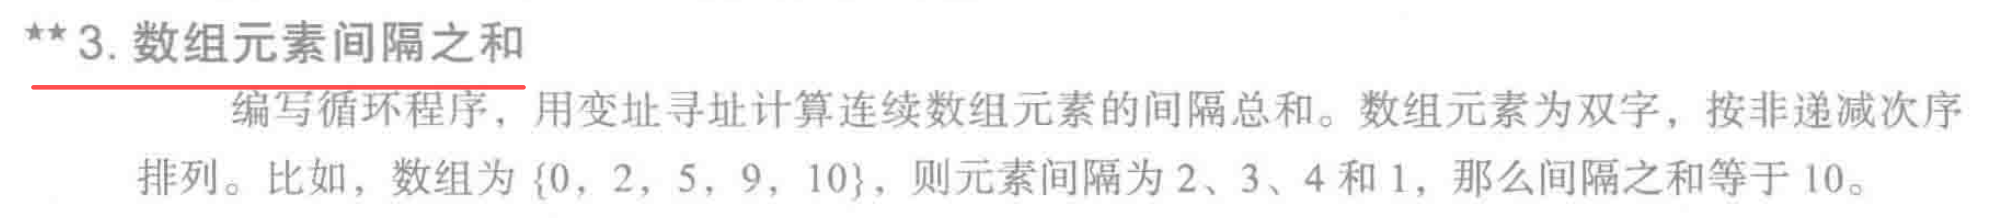 ★★3. 数组元素间隔之和
编写循环程序，用变址寻址计算连续数组元素的间隔总和。数组元素为双字，按非递减次序
排列。比如，数组为 {0，2，5，9，10}，则元素间隔为 2、3、4 和 1，那么间隔之和等于 10。